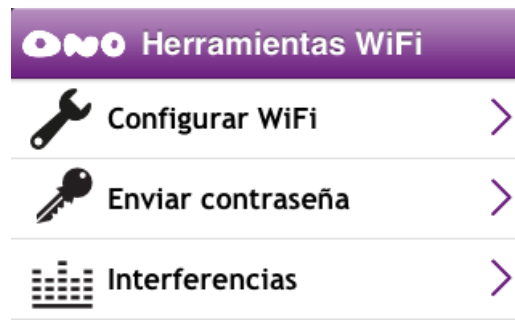 ONO Herramientas WiFi
Configurar WiFi
Enviar contraseña
Interferencias